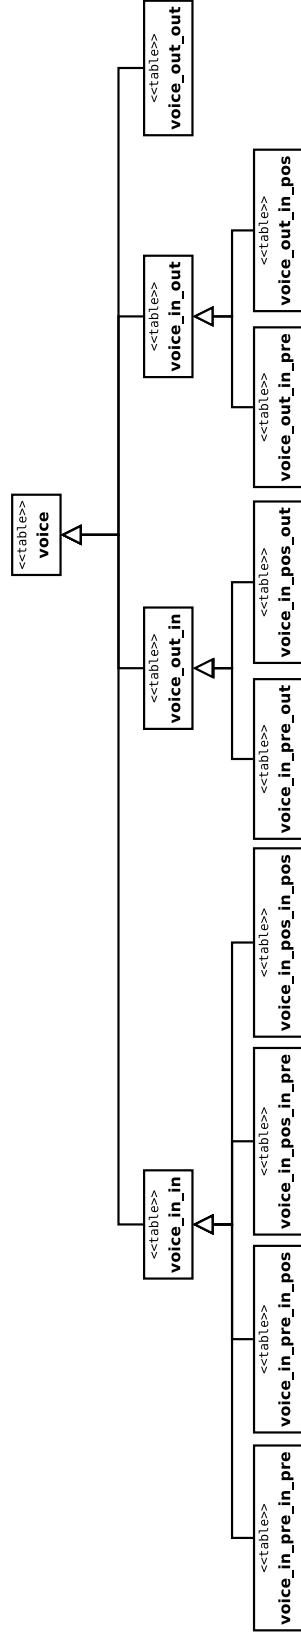 <<table>>
voice
<<table>>
voice_in_in
<<table>>
voice_out_in
<<table>>
voice_in_out
<<table>>
voice_out_out
<<table>>
voice_in_pre_in_pre
<<table>>
voice_in_pre_in_pos
<<table>>
voice_in_pos_in_pre
<<table>>
voice_in_pos_in_pos
<<table>>
voice_in_pre_out
<<table>>
voice_in_pos_out
<<table>>
voice_out_in_pre
<<table>>
voice_out_in_pos